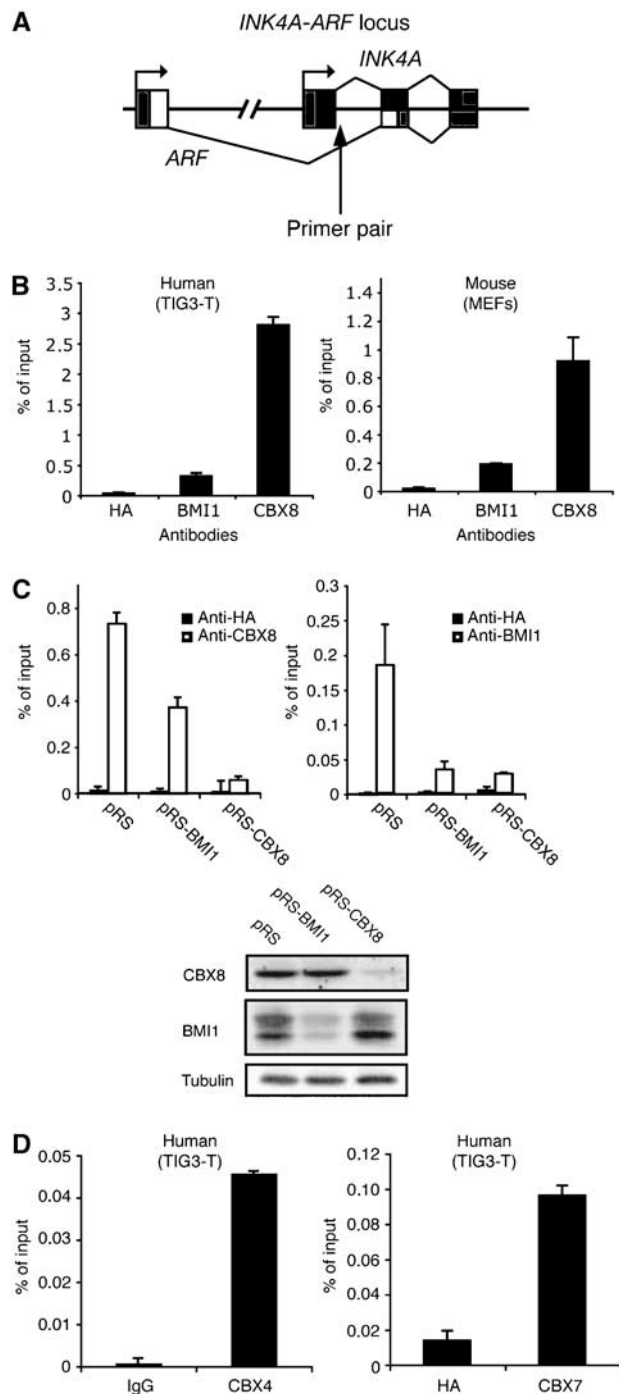 A
INK4A-ARF locus
INK4A
ARF
Primer pair
B
Human
(TIG3-T)
% of input
3.5
3
2.5
2
1.5
1
0.5
0
HA BMI1 CBX8
Antibodies
Mouse
(MEFs)
% of input
1.4
1.2
1
0.8
0.6
0.4
0.2
0
HA BMI1 CBX8
Antibodies
C
% of input
0.8
0.6
0.4
0.2
0
Anti-HA
Anti-CBX8
pRS
pRS-BMI1
pRS-CBX8
% of input
0.3
0.25
0.2
0.15
0.1
0.05
0
Anti-HA
Anti-BMI1
pRS
pRS-BMI1
pRS-CBX8
pRS
pRS-BMI1
pRS-CBX8
CBX8
BMI1
Tubulin
D
Human
(TIG3-T)
% of input
0.05
0.04
0.03
0.02
0.01
0
IgG CBX4
Human
(TIG3-T)
% of input
0.12
0.10
0.08
0.06
0.04
0.02
0
HA CBX7